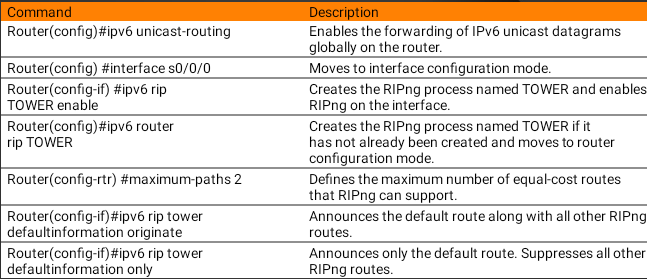 Command Description
Router(config)#ipv6 unicast-routing Enables the forwarding of IPv6 unicast datagrams
globally on the router.
Router(config) #interface s0/0/0 Moves to interface configuration mode.
Router(config-if) #ipv6 rip Creates the RIPng process named TOWER and enables
TOWER enable RIPng on the interface.
Router(config)#ipv6 router Creates the RIPng process named TOWER if it
rip TOWER has not already been created and moves to router
configuration mode.
Router(config-rtr) #maximum-paths 2 Defines the maximum number of equal-cost routes
that RIPng can support.
Router(config-if)#ipv6 rip tower Announces the default route along with all other RIPng
defaultinformation originate routes.
Router(config-if)#ipv6 rip tower Announces only the default route. Suppresses all other
defaultinformation only RIPng routes.